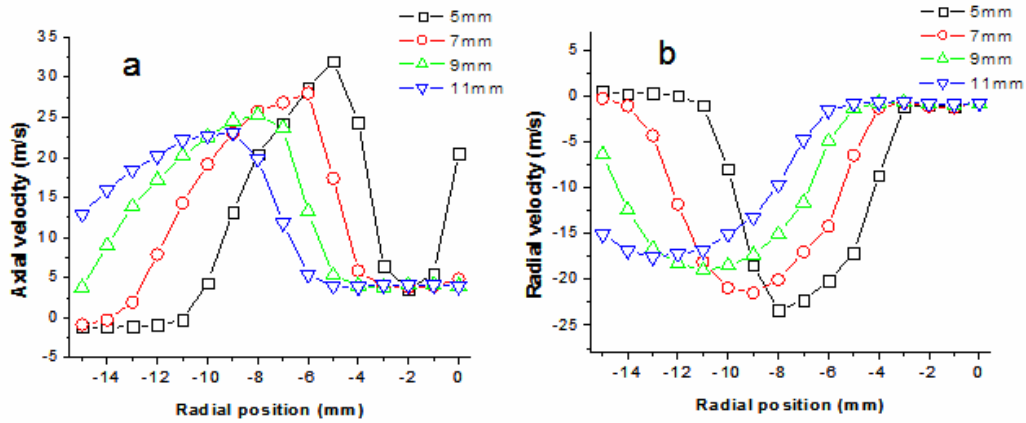 a
5mm
7mm
9mm
11mm
35
30
25
20
15
10
5
0
-5
Axial velocity (m/s)
-14 -12 -10 -8 -6 -4 -2 0
Radial position (mm)
b
5mm
7mm
9mm
11mm
5
0
-5
-10
-15
-20
-25
Radial velocity (m/s)
-14 -12 -10 -8 -6 -4 -2 0
Radial position (mm)